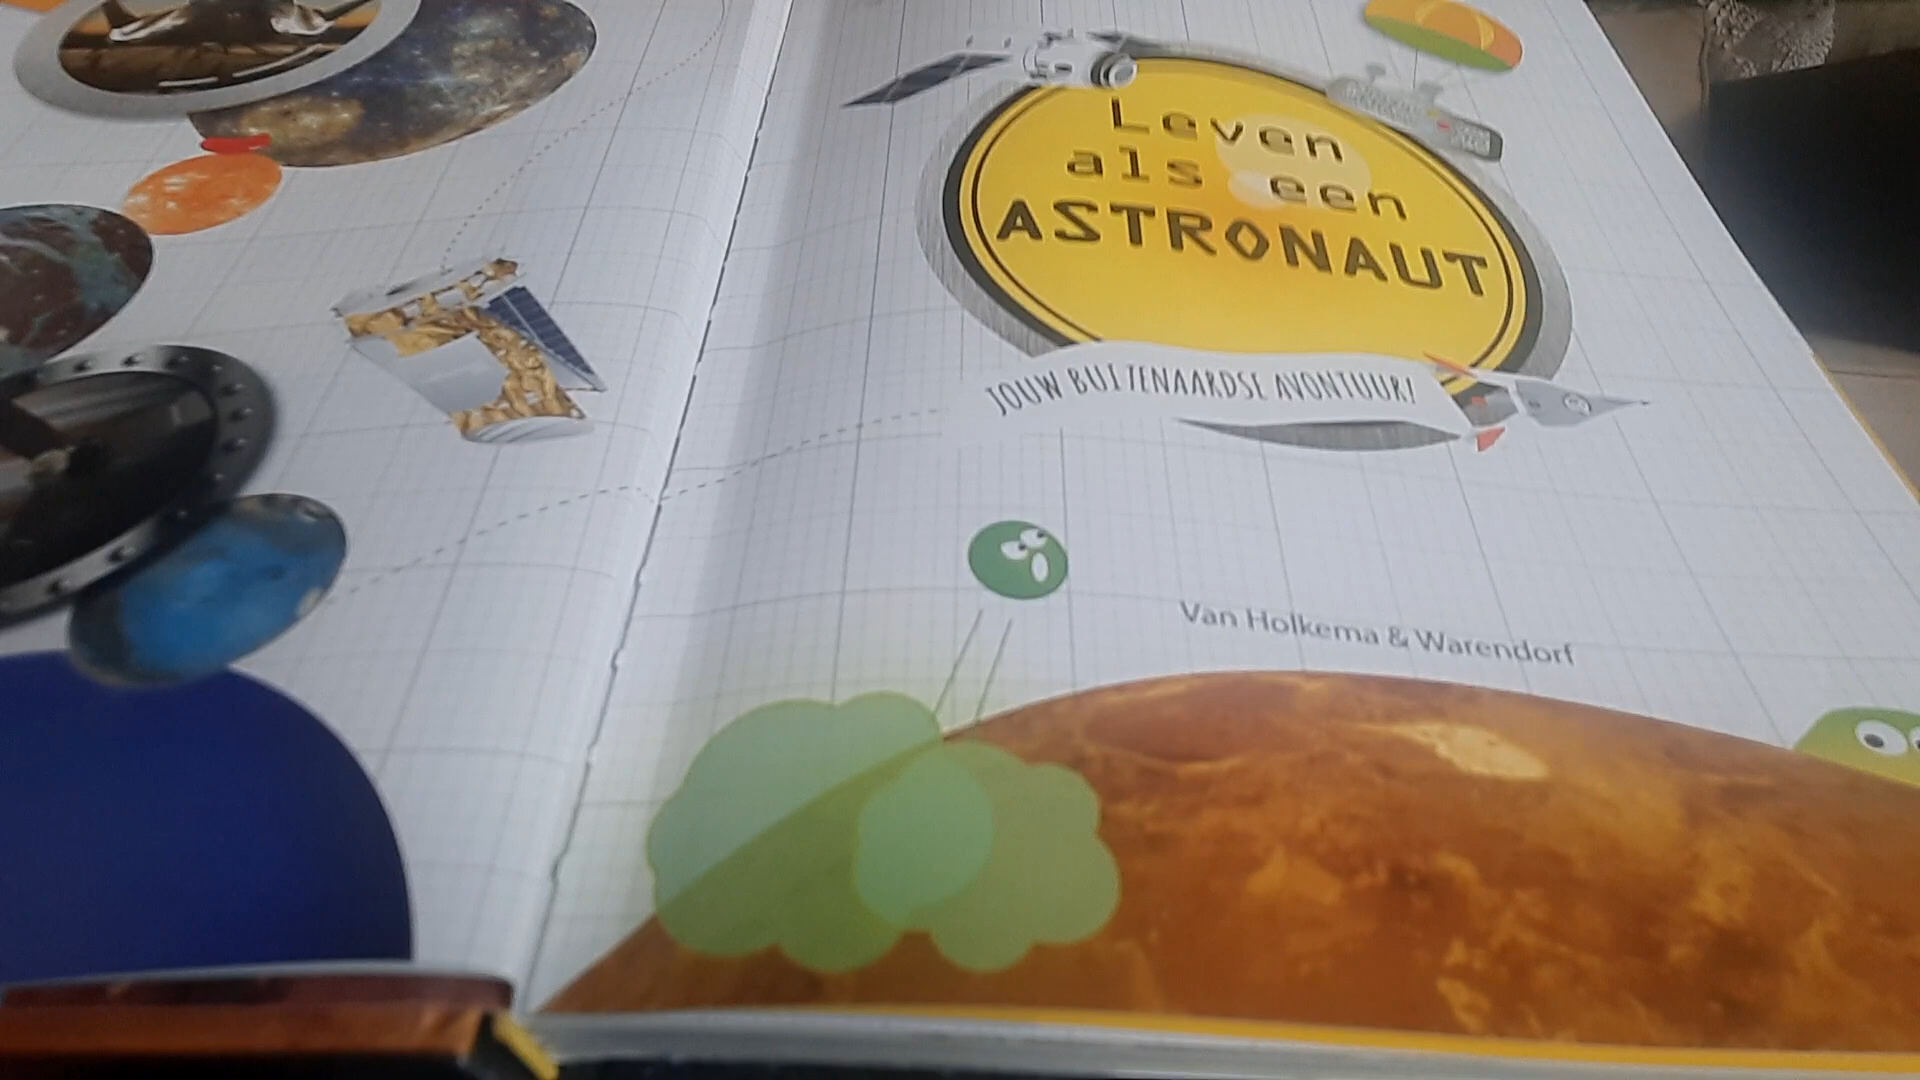 Leven
als een
ASTRONAUT
JOUW BUITENAARDSE AVONTUUR!
Van Holkema & Warendorf